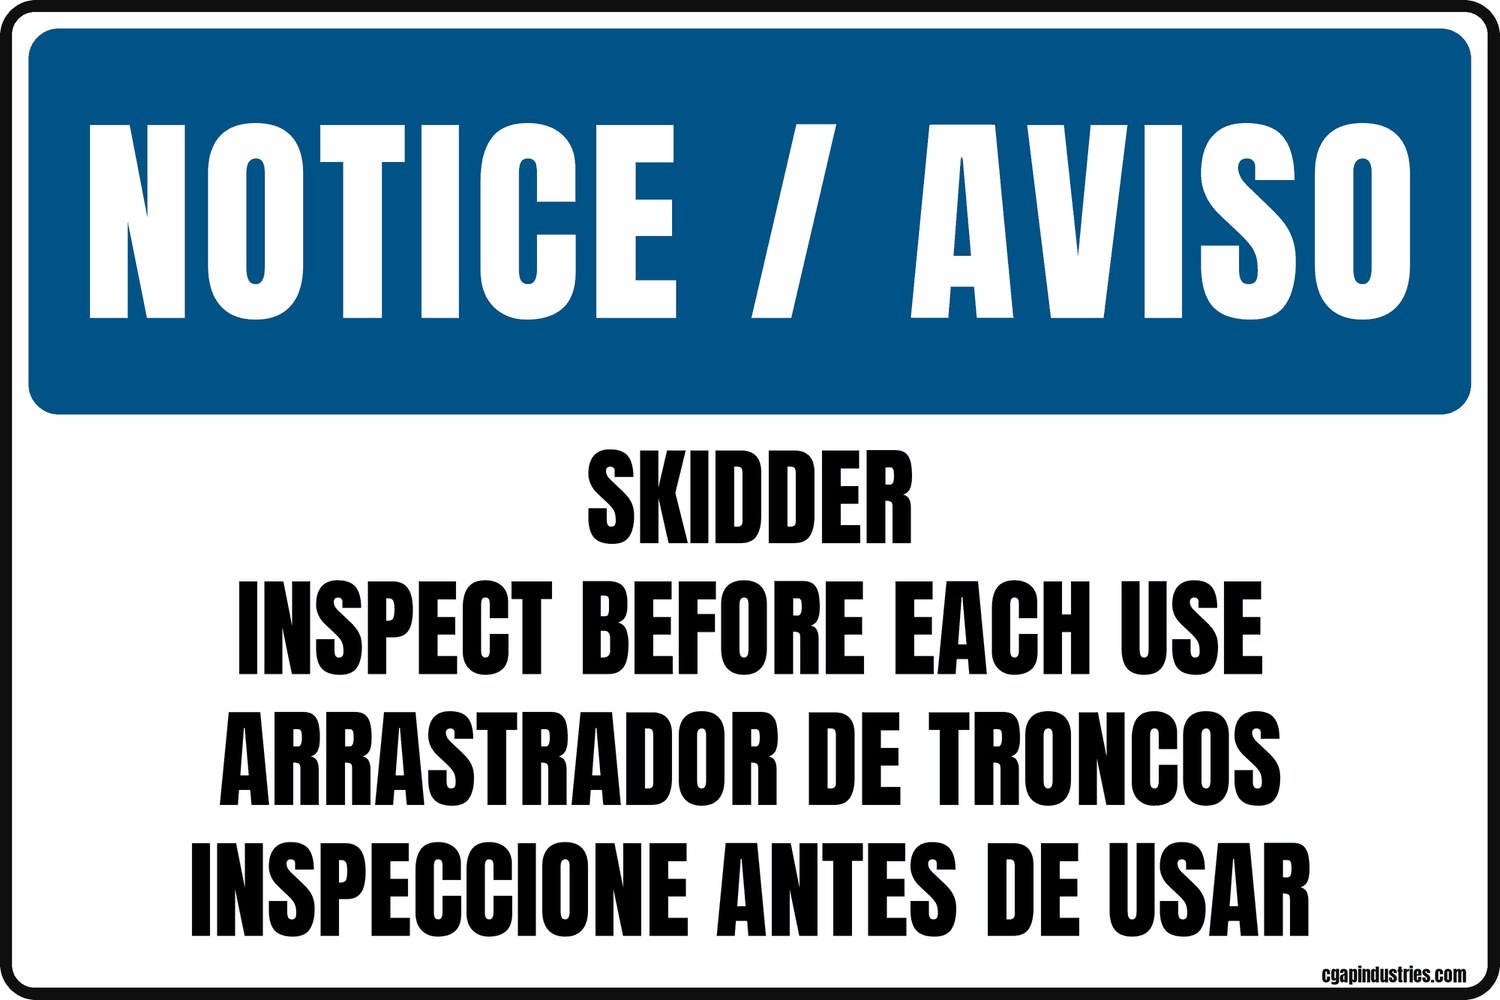 NOTICE / AVISO
SKIDDER
INSPECT BEFORE EACH USE
ARRASTRADOR DE TRONCOS
INSPECCIONE ANTES DE USAR
cgapindustries.com